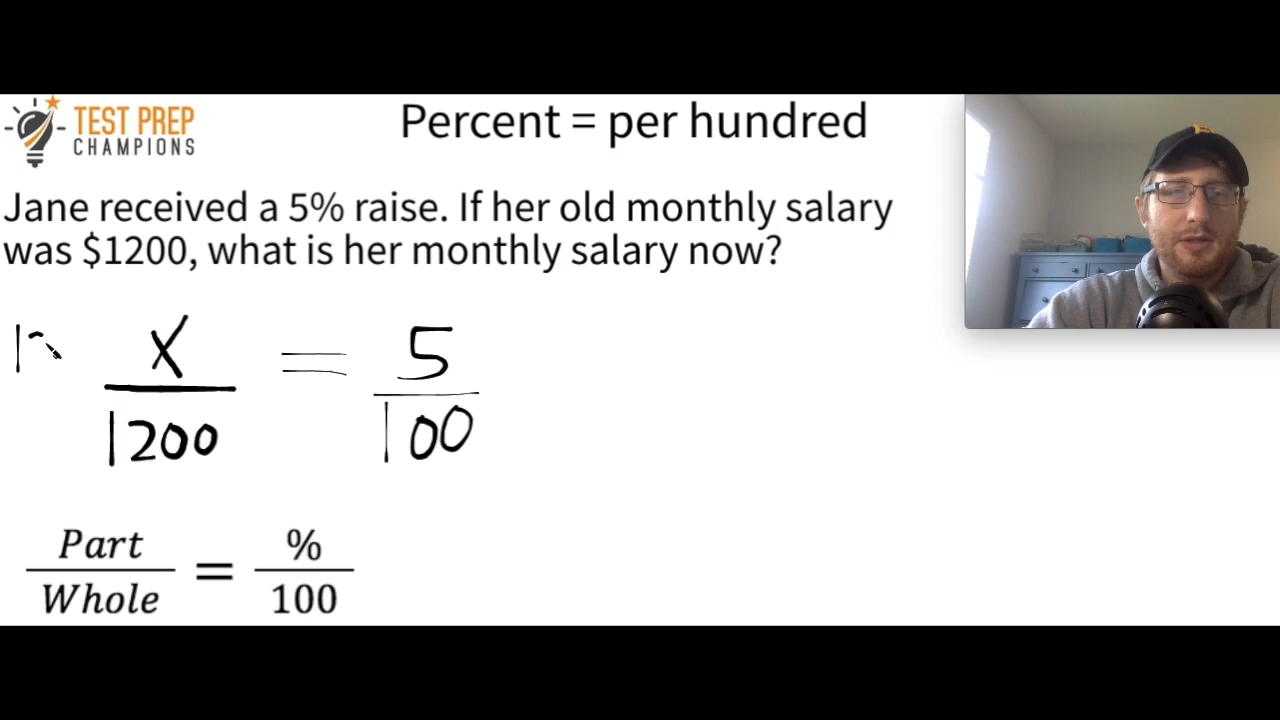 TEST PREP
CHAMPIONS
Percent = per hundred
Jane received a 5% raise. If her old monthly salary
was $1200, what is her monthly salary now?
X = 5
1200 100
Part = %
Whole 100